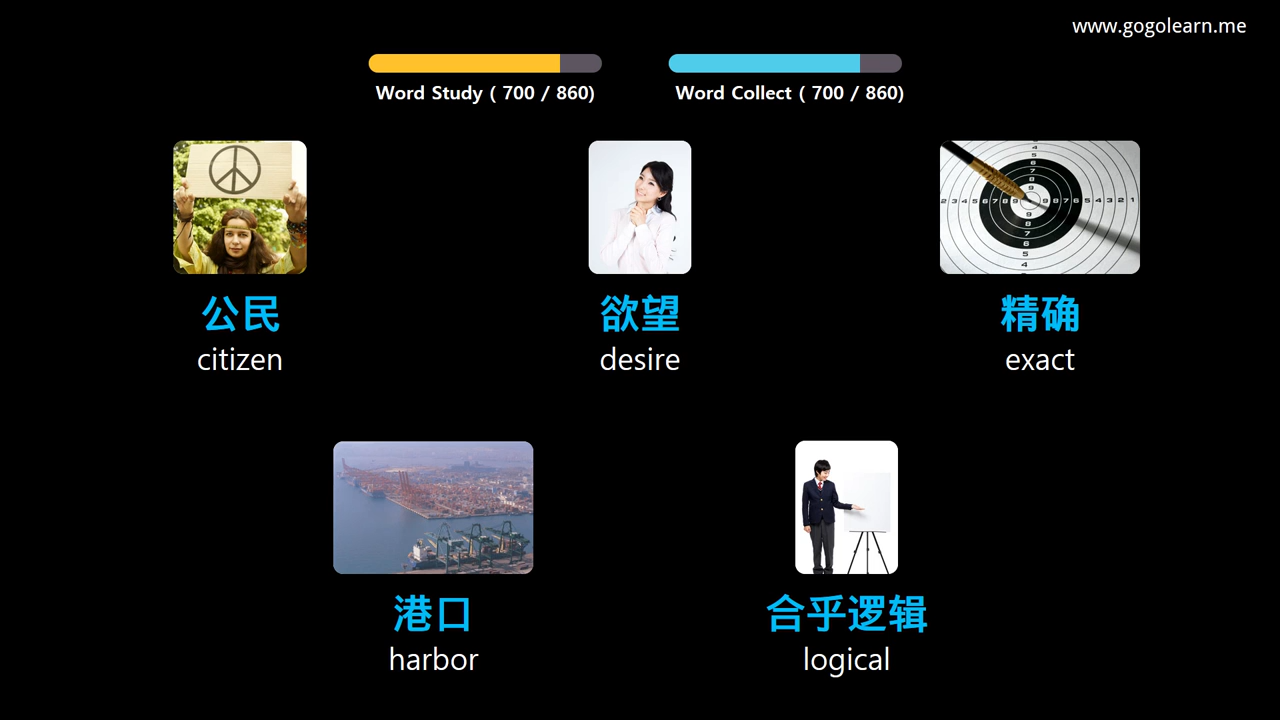 www.gogolearn.me
Word Study ( 700 / 860)
Word Collect ( 700 / 860)
公民
citizen
欲望
desire
精确
exact
港口
harbor
合乎逻辑
logical